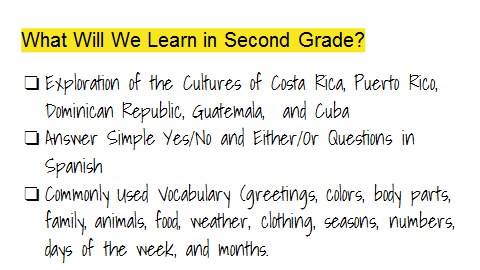 What Will We Learn in Second Grade?
❏ Exploration of the Cultures of Costa Rica, Puerto Rico,
Dominican Republic, Guatemala, and Cuba
❏ Answer Simple Yes/No and Either/Or Questions in
Spanish
❏ Commonly Used Vocabulary (greetings, colors, body parts,
family, animals, food, weather, clothing, seasons, numbers,
days of the week, and months.